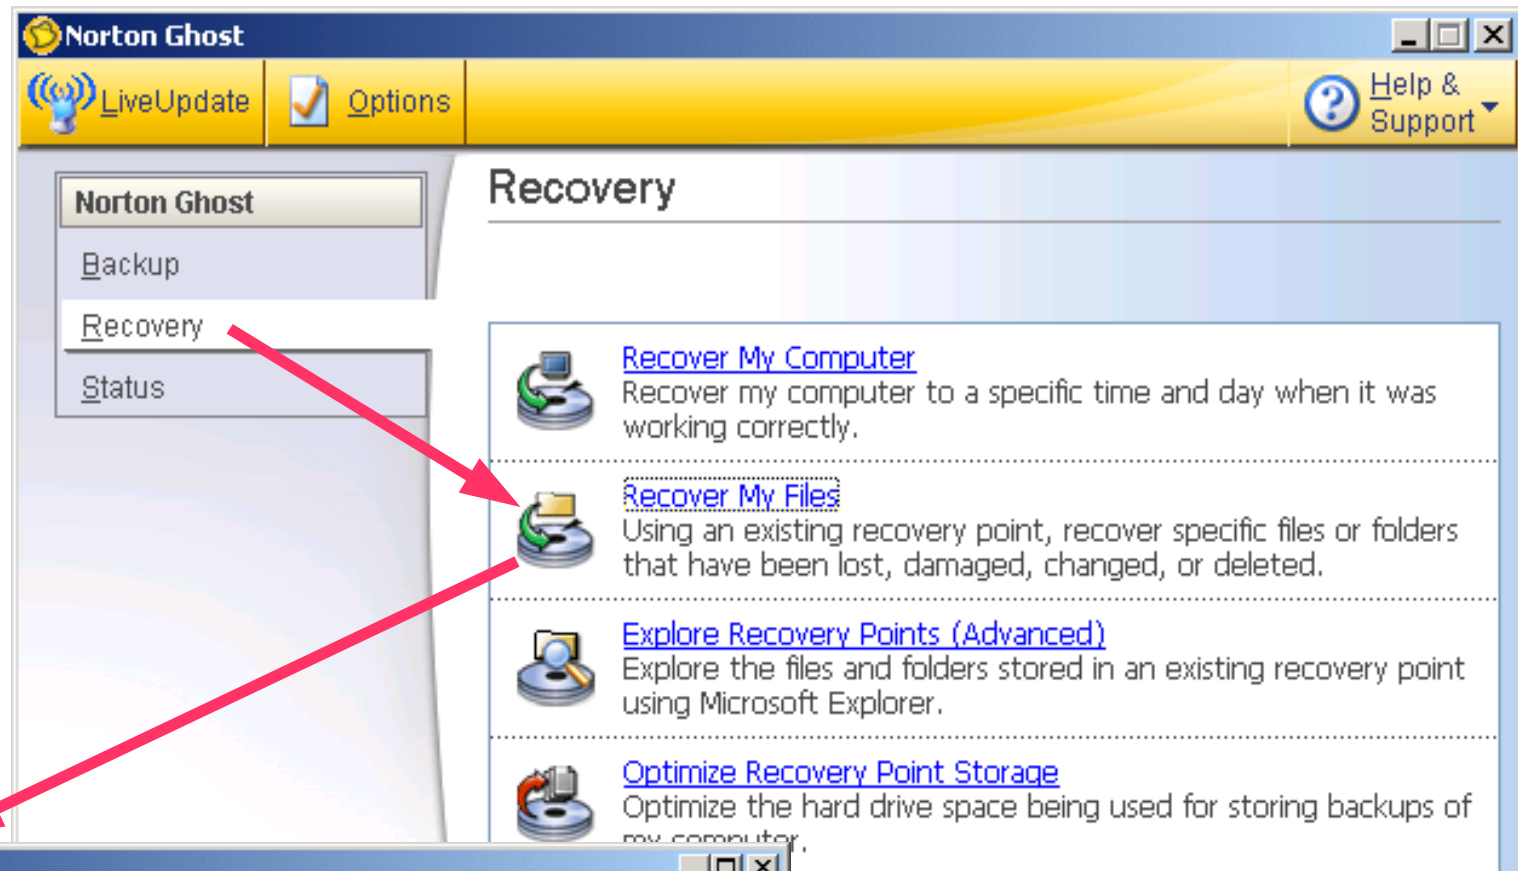 Norton Ghost
LiveUpdate
Options
Help &
Support
Norton Ghost
Backup
Recovery
Status
Recovery
Recover My Computer
Recover my computer to a specific time and day when it was
working correctly.
Recover My Files
Using an existing recovery point, recover specific files or folders
that have been lost, damaged, changed, or deleted.
Explore Recovery Points (Advanced)
Explore the files and folders stored in an existing recovery point
using Microsoft Explorer.
Optimize Recovery Point Storage
Optimize the hard drive space being used for storing backups of
my computer.